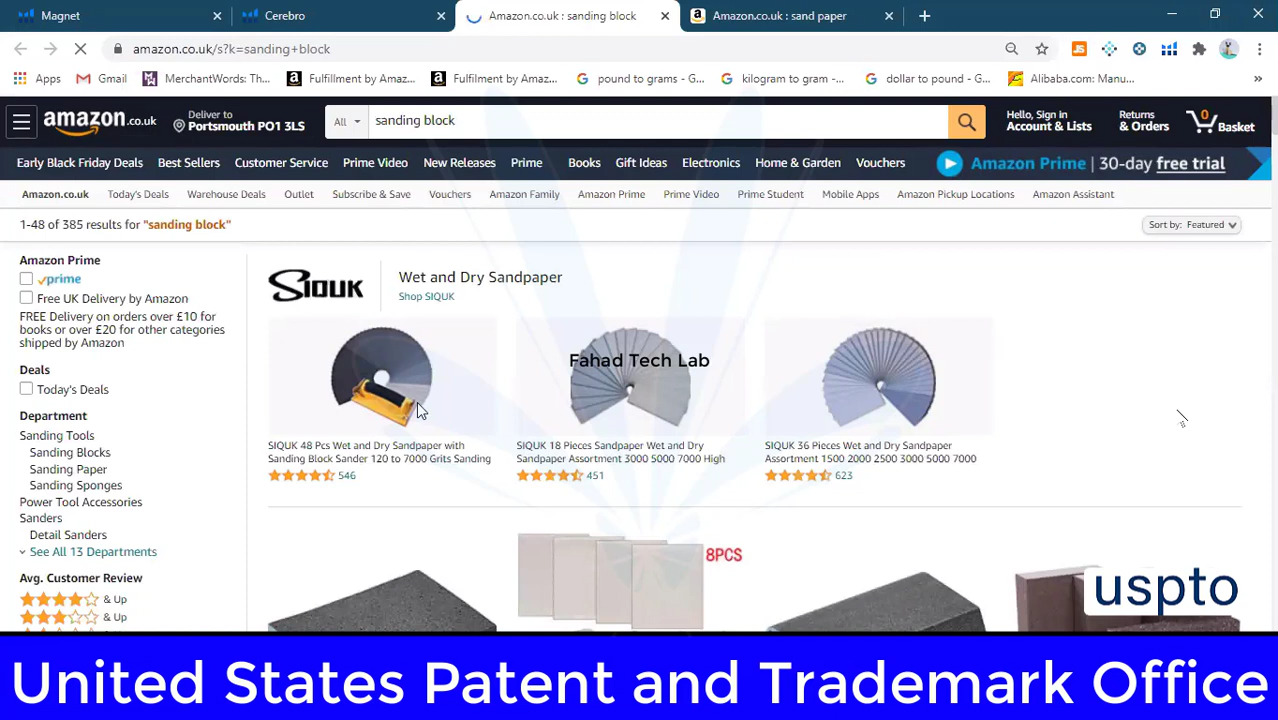 Magnet
Cerebro
Amazon.co.uk : sanding block
Amazon.co.uk : sand paper
amazon.co.uk/s?k=sanding+block
Apps
Gmail
MerchantWords: Th...
Fulfillment by Amaz...
Fulfilment by Amaz...
pound to grams - G...
kilogram to gram -...
dollar to pound - G...
Alibaba.com: Manu...
amazon.co.uk
Deliver to
Portsmouth PO1 3LS
All
sanding block
Hello, Sign in
Account & Lists
Returns
& Orders
0
Basket
Early Black Friday Deals
Best Sellers
Customer Service
Prime Video
New Releases
Prime
Books
Gift Ideas
Electronics
Home & Garden
Vouchers
Amazon Prime | 30-day free trial
Amazon.co.uk
Today's Deals
Warehouse Deals
Outlet
Subscribe & Save
Vouchers
Amazon Family
Amazon Prime
Prime Video
Prime Student
Mobile Apps
Amazon Pickup Locations
Amazon Assistant
1-48 of 385 results for "sanding block"
Sort by: Featured
Amazon Prime
prime
Free UK Delivery by Amazon
FREE Delivery on orders over £10 for
books or over £20 for other categories
shipped by Amazon
Deals
Today's Deals
Department
Sanding Tools
Sanding Blocks
Sanding Paper
Sanding Sponges
Power Tool Accessories
Sanders
Detail Sanders
See All 13 Departments
Avg. Customer Review
& Up
& Up
SIQUK
Wet and Dry Sandpaper
Shop SIQUK
Fahad Tech Lab
SIQUK 48 Pcs Wet and Dry Sandpaper with
Sanding Block Sander 120 to 7000 Grits Sanding
546
SIQUK 18 Pieces Sandpaper Wet and Dry
Sandpaper Assortment 3000 5000 7000 High
451
SIQUK 36 Pieces Wet and Dry Sandpaper
Assortment 1500 2000 2500 3000 5000 7000
623
8PCS
uspto
United States Patent and Trademark Office